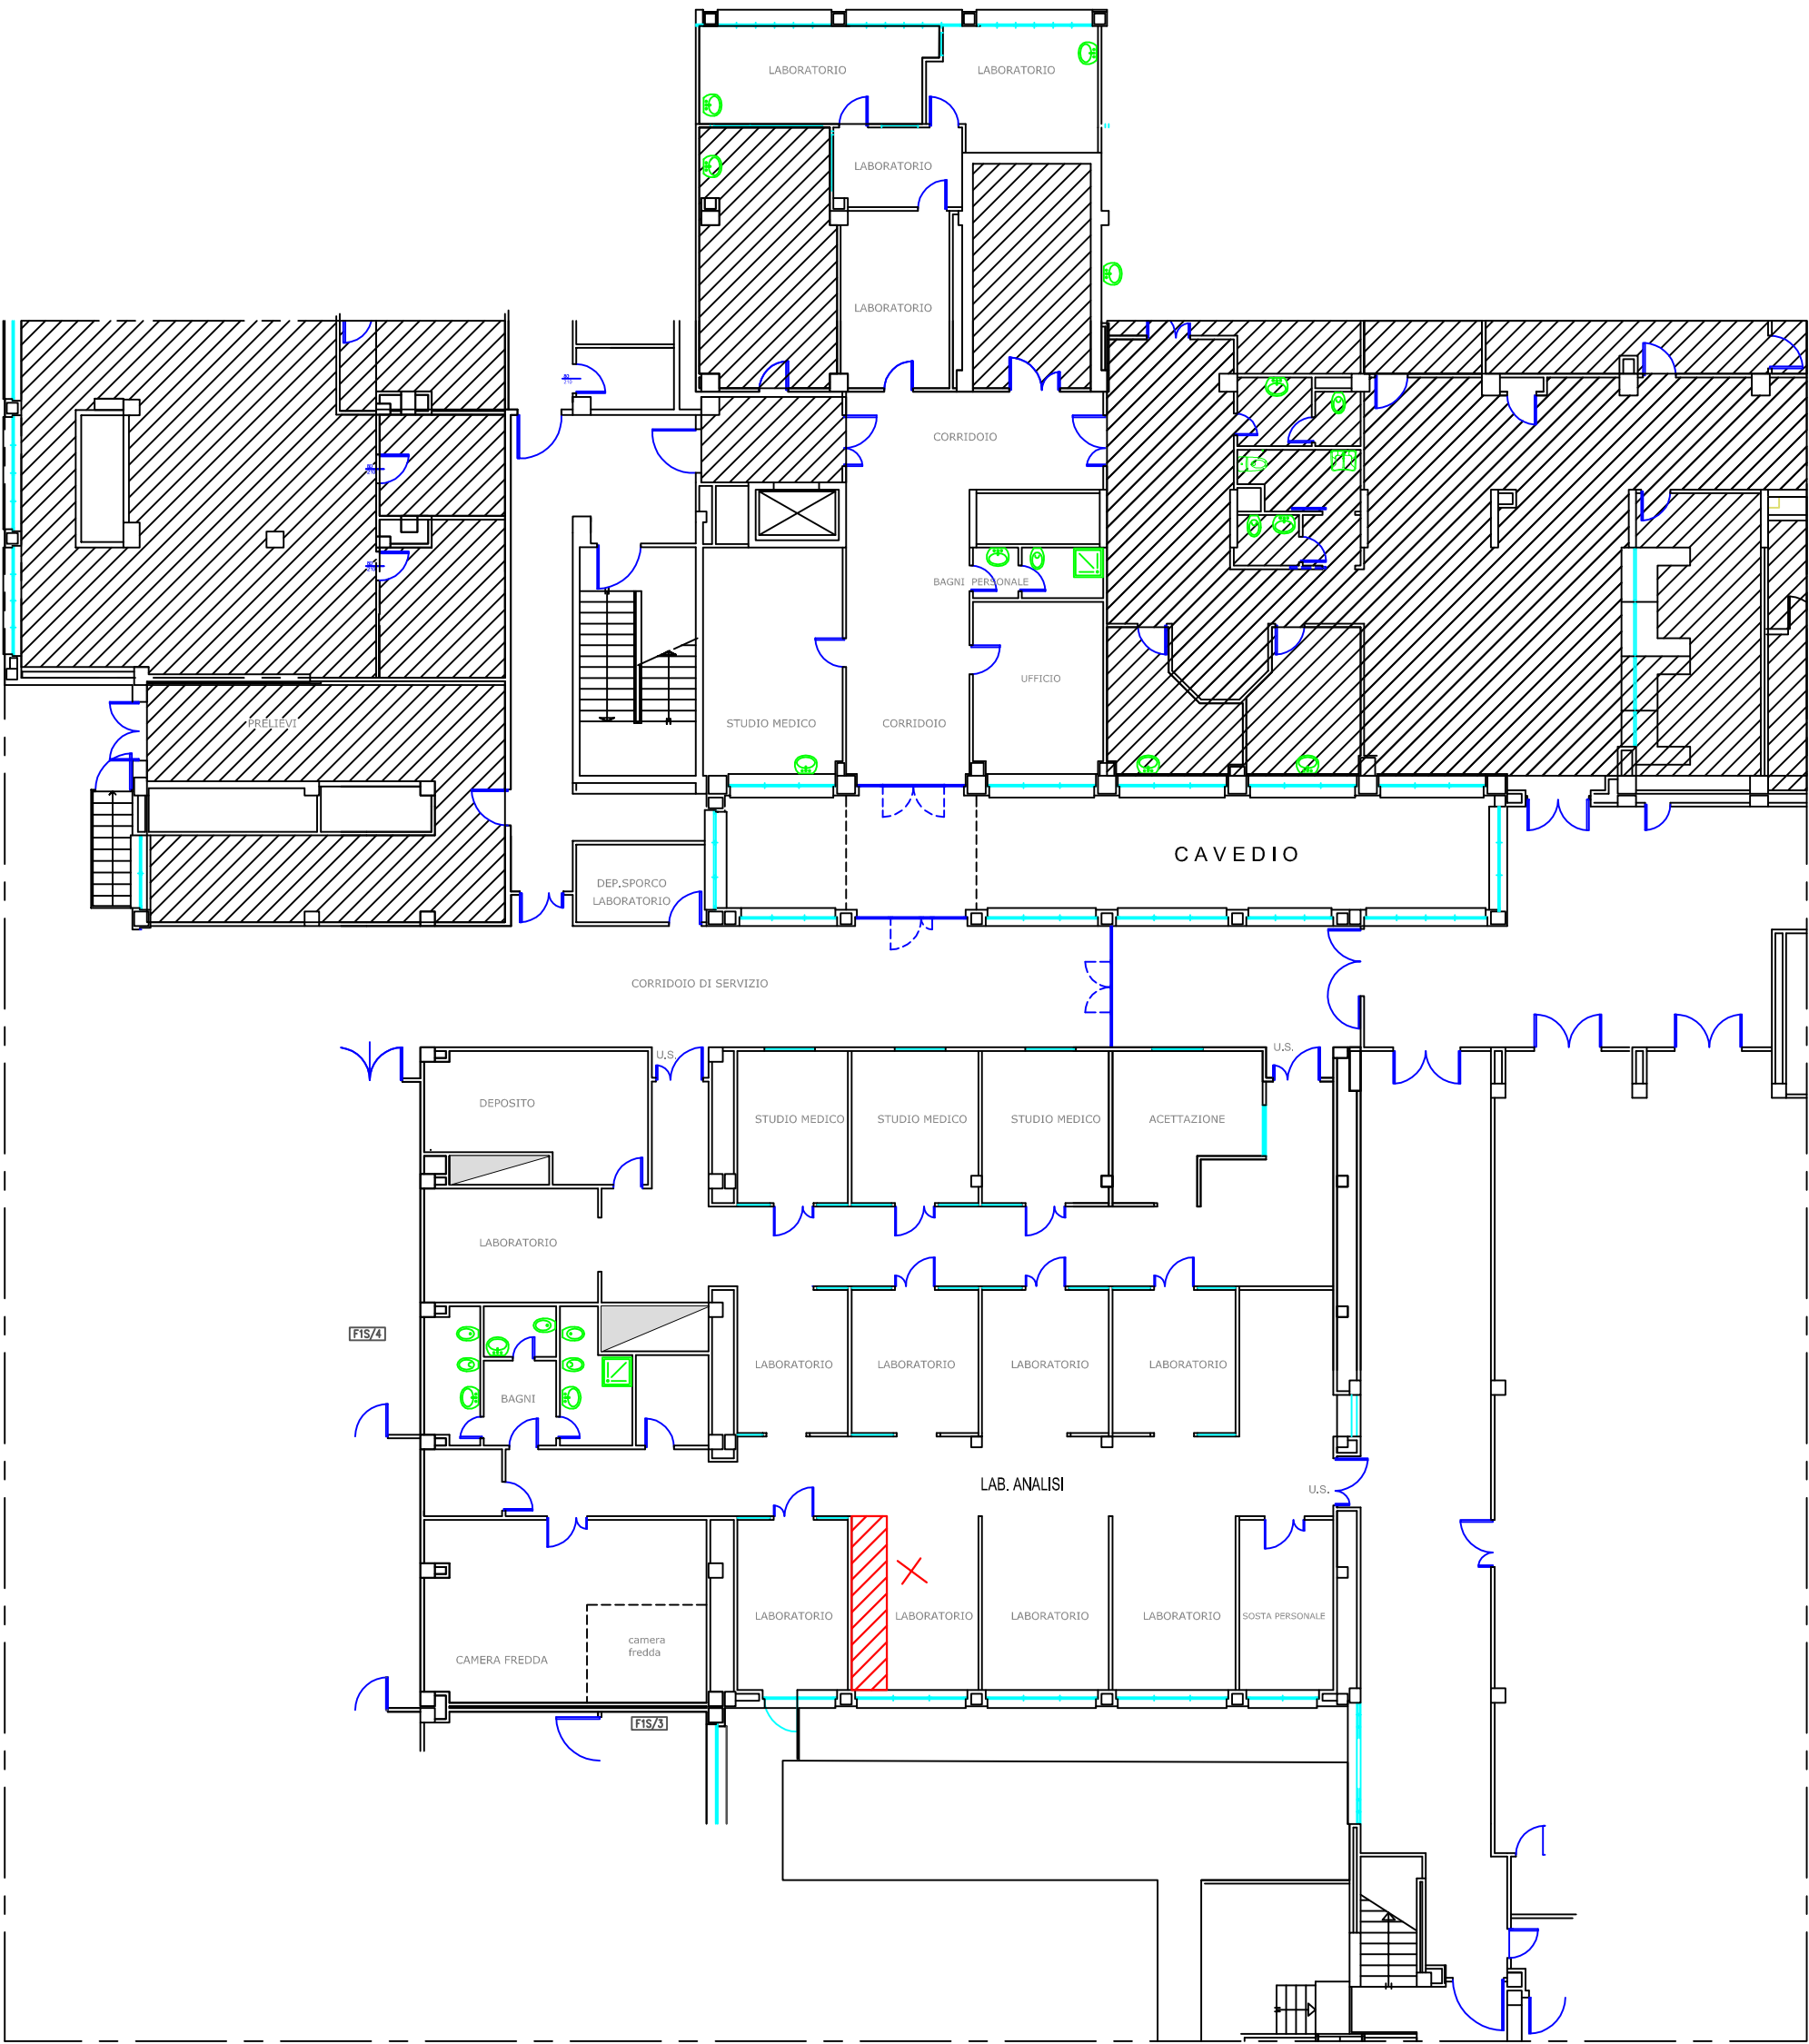 LABORATORIO
LABORATORIO
LABORATORIO
LABORATORIO
CORRIDOIO
BAGNI PERSONALE
UFFICIO
PRELIEVI
STUDIO MEDICO
CORRIDOIO
CAVEDIO
DEP.SPORCO
LABORATORIO
CORRIDOIO DI SERVIZIO
U.S.
U.S.
DEPOSITO
STUDIO MEDICO
STUDIO MEDICO
STUDIO MEDICO
ACETTAZIONE
LABORATORIO
F1S/4
LABORATORIO
LABORATORIO
LABORATORIO
LABORATORIO
BAGNI
LAB. ANALISI
U.S.
LABORATORIO
LABORATORIO
LABORATORIO
LABORATORIO
SOSTA PERSONALE
camera
fredda
CAMERA FREDDA
F1S/3